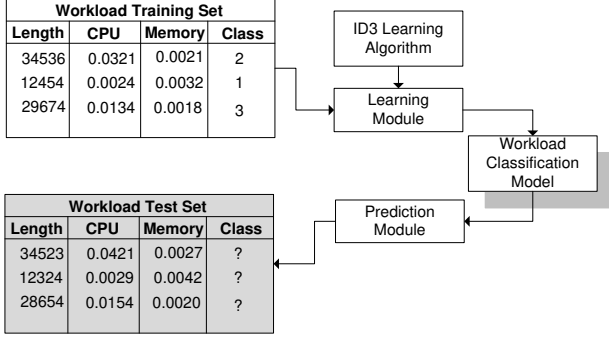 Workload Training Set
Length CPU Memory Class
34536 0.0321 0.0021 2
12454 0.0024 0.0032 1
29674 0.0134 0.0018 3
ID3 Learning
Algorithm
Learning
Module
Workload
Classification
Model
Prediction
Module
Workload Test Set
Length CPU Memory Class
34523 0.0421 0.0027 ?
12324 0.0029 0.0042 ?
28654 0.0154 0.0020 ?